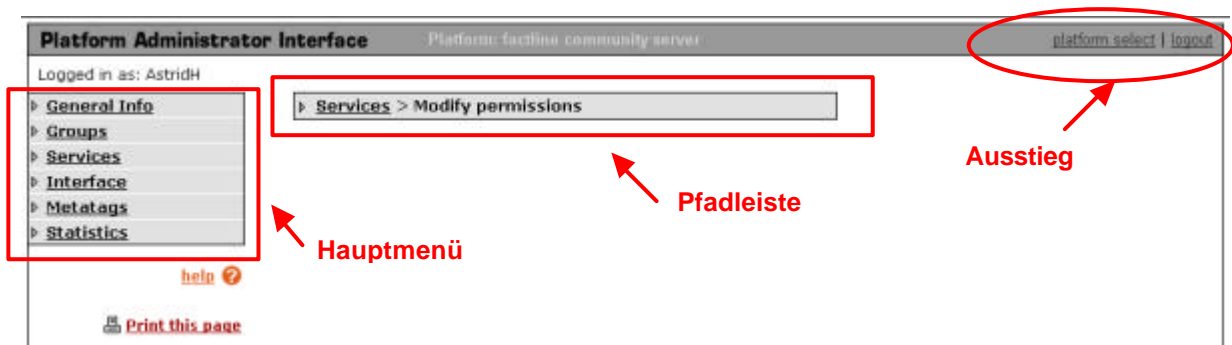 Platform Administrator Interface Platform: factline community server platform select | logout
Logged in as: AstridH
General Info
Groups
Services
Interface
Metatags
Statistics
Services > Modify permissions
Ausstieg
Pfadleiste
Hauptmenü
help ?
Print this page